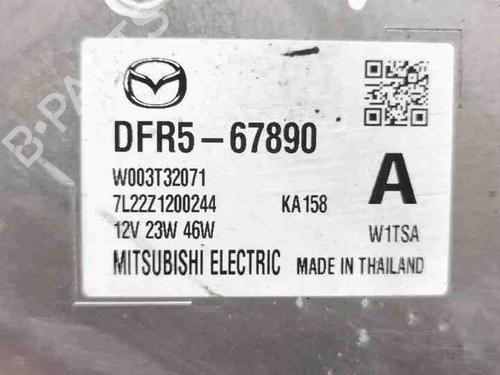 B-PARTS
DFR5-67890
W003T32071
7L22Z1200244 KA158
12V 23W 46W
A
W1TSA
MITSUBISHI ELECTRIC MADE IN THAILAND